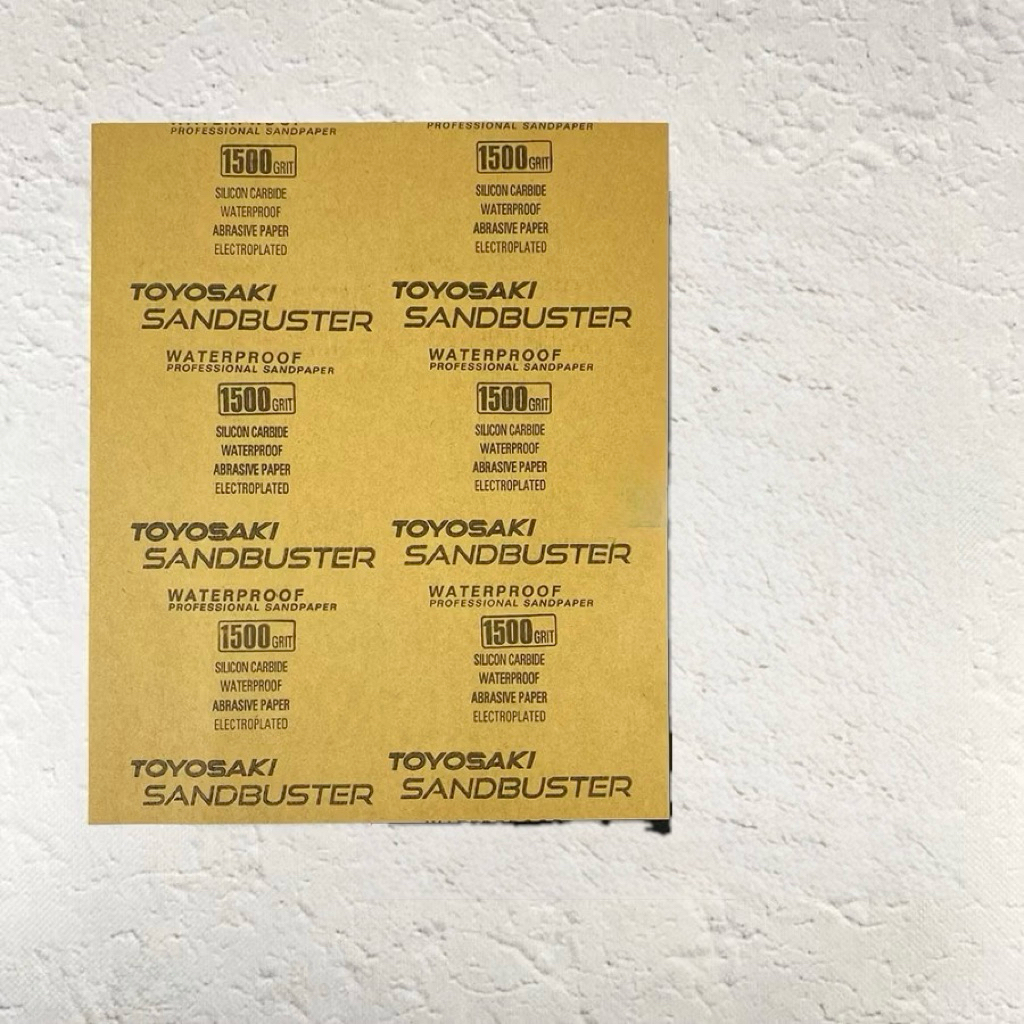 WATERPROOF
PROFESSIONAL SANDPAPER
1500 GRIT
SILICON CARBIDE
WATERPROOF
ABRASIVE PAPER
ELECTROPLATED
TOYOSAKI
SANDBUSTER
WATERPROOF
PROFESSIONAL SANDPAPER
1500 GRIT
SILICON CARBIDE
WATERPROOF
ABRASIVE PAPER
ELECTROPLATED
TOYOSAKI
SANDBUSTER
WATERPROOF
PROFESSIONAL SANDPAPER
1500 GRIT
SILICON CARBIDE
WATERPROOF
ABRASIVE PAPER
ELECTROPLATED
TOYOSAKI
SANDBUSTER
PROFESSIONAL SANDPAPER
1500 GRIT
SILICON CARBIDE
WATERPROOF
ABRASIVE PAPER
ELECTROPLATED
TOYOSAKI
SANDBUSTER
WATERPROOF
PROFESSIONAL SANDPAPER
1500 GRIT
SILICON CARBIDE
WATERPROOF
ABRASIVE PAPER
ELECTROPLATED
TOYOSAKI
SANDBUSTER
WATERPROOF
PROFESSIONAL SANDPAPER
1500 GRIT
SILICON CARBIDE
WATERPROOF
ABRASIVE PAPER
ELECTROPLATED
TOYOSAKI
SANDBUSTER